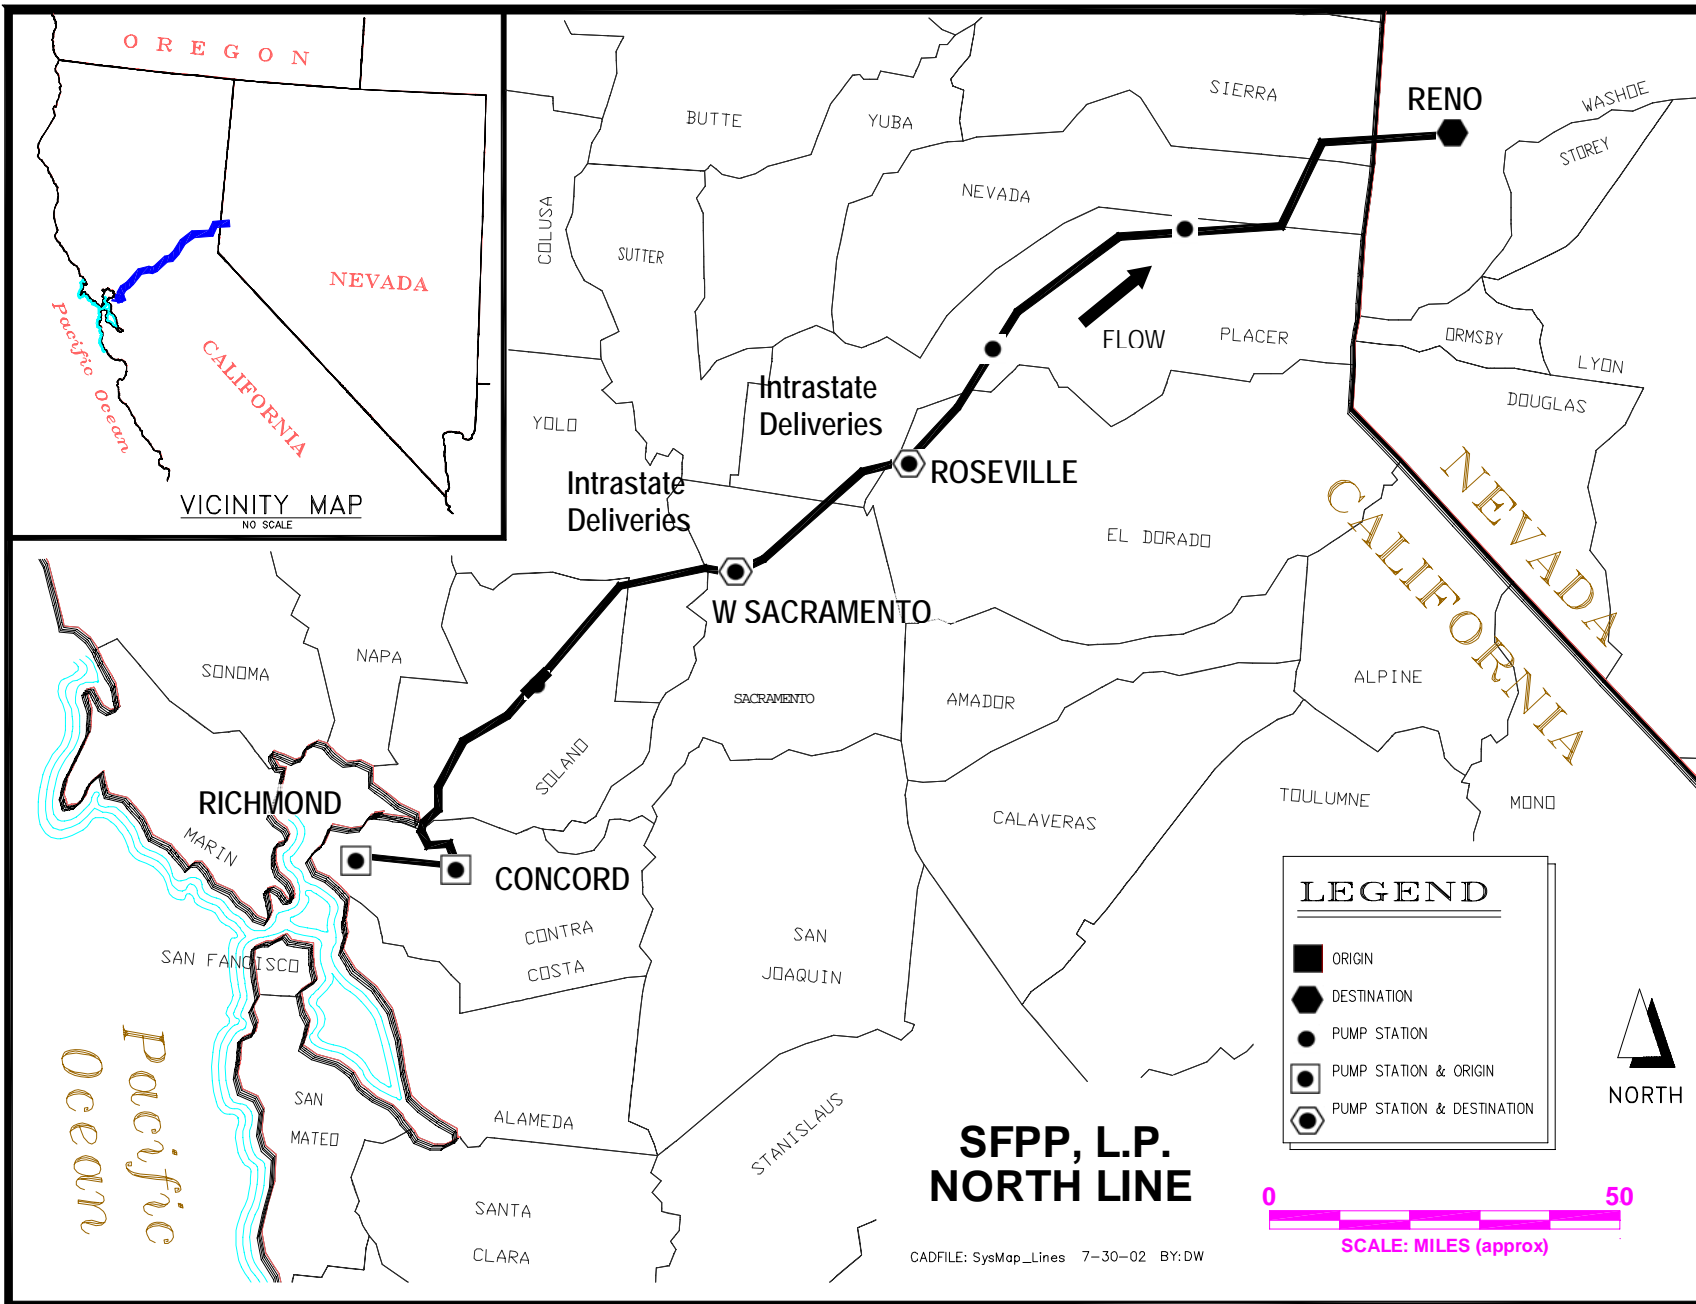 OREGON
NEVADA
CALIFORNIA
Pacific Ocean
VICINITY MAP
NO SCALE
BUTTE
YUBA
SIERRA
RENO
WASHOE
STOREY
COLUSA
SUTTER
NEVADA
FLOW
PLACER
ORMSBY
LYON
DOUGLAS
YOLO
Intrastate
Deliveries
Intrastate
Deliveries
ROSEVILLE
EL DORADO
NEVADA
CALIFORNIA
W SACRAMENTO
SACRAMENTO
AMADOR
ALPINE
SONOMA
NAPA
SOLANO
RICHMOND
MARIN
CONCORD
CALAVERAS
TOULUMNE
MONO
CONTRA
COSTA
SAN
JOAQUIN
SAN FANCISCO
Pacific
Ocean
SAN
MATEO
ALAMEDA
STANISLAUS
SANTA
CLARA
LEGEND
ORIGIN
DESTINATION
PUMP STATION
PUMP STATION & ORIGIN
PUMP STATION & DESTINATION
NORTH
SFPP, L.P.
NORTH LINE
0 50
SCALE: MILES (approx)
CADFILE: SysMap_Lines 7-30-02 BY:DW